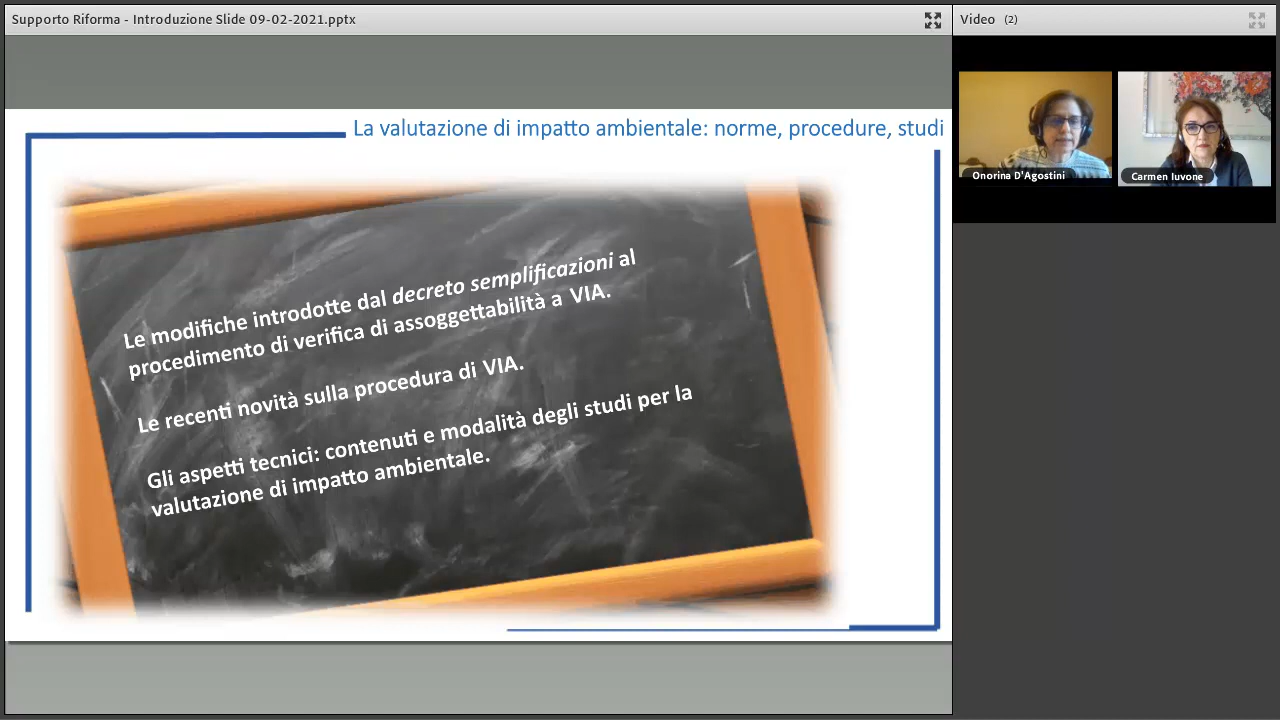 Supporto Riforma - Introduzione Slide 09-02-2021.pptx
Video (2)
La valutazione di impatto ambientale: norme, procedure, studi
Le modifiche introdotte dal decreto semplificazioni al
procedimento di verifica di assoggettabilità a VIA.
Le recenti novità sulla procedura di VIA.
Gli aspetti tecnici: contenuti e modalità degli studi per la
valutazione di impatto ambientale.
Onorina D'Agostini
Carmen Iuvone